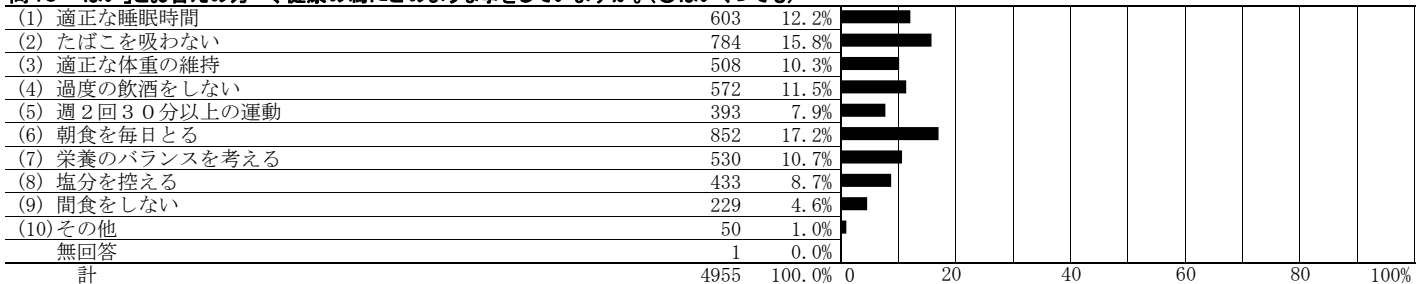 (1) 適正な睡眠時間 603 12.2%
(2) たばこを吸わない 784 15.8%
(3) 適正な体重の維持 508 10.3%
(4) 過度の飲酒をしない 572 11.5%
(5) 週２回３０分以上の運動 393 7.9%
(6) 朝食を毎日とる 852 17.2%
(7) 栄養のバランスを考える 530 10.7%
(8) 塩分を控える 433 8.7%
(9) 間食をしない 229 4.6%
(10)その他 50 1.0%
無回答 1 0.0%
計 4955 100.0% 0 20 40 60 80 100%